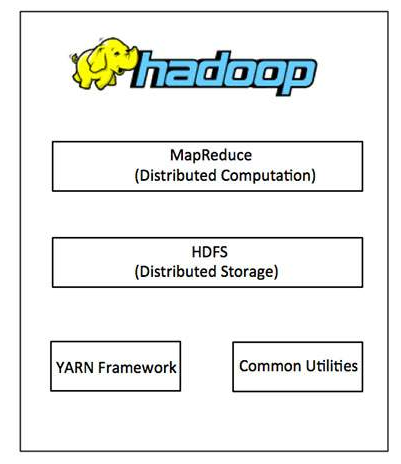 hadoop
MapReduce
(Distributed Computation)
HDFS
(Distributed Storage)
YARN Framework
Common Utilities